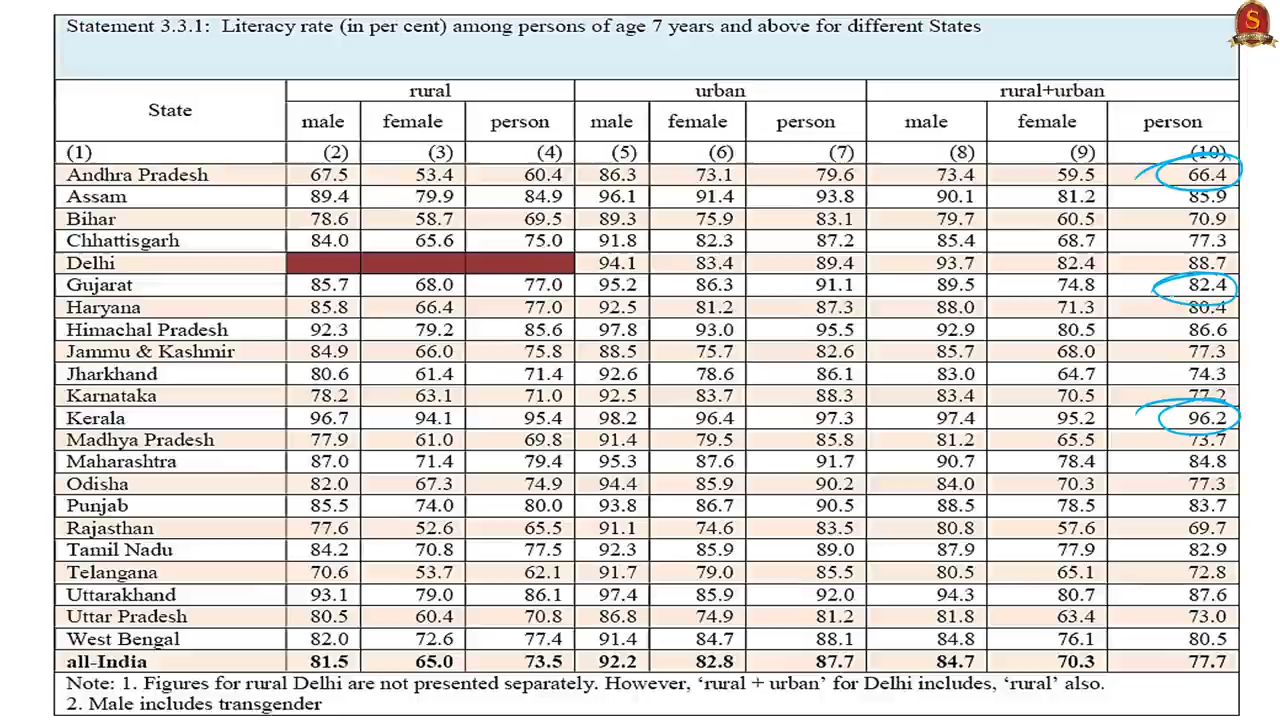 Statement 3.3.1: Literacy rate (in per cent) among persons of age 7 years and above for different States
S
State rural urban rural+urban
male female person male female person male female person
(1) (2) (3) (4) (5) (6) (7) (8) (9) (10)
Andhra Pradesh 67.5 53.4 60.4 86.3 73.1 79.6 73.4 59.5 66.4
Assam 89.4 79.9 84.9 96.1 91.4 93.8 90.1 81.2 85.9
Bihar 78.6 58.7 69.5 89.3 75.9 83.1 79.7 60.5 70.9
Chhattisgarh 84.0 65.6 75.0 91.8 82.3 87.2 85.4 68.7 77.3
Delhi 94.1 83.4 89.4 93.7 82.4 88.7
Gujarat 85.7 68.0 77.0 95.2 86.3 91.1 89.5 74.8 82.4
Haryana 85.8 66.4 77.0 92.5 81.2 87.3 88.0 71.3 80.4
Himachal Pradesh 92.3 79.2 85.6 97.8 93.0 95.5 92.9 80.5 86.6
Jammu & Kashmir 84.9 66.0 75.8 88.5 75.7 82.6 85.7 68.0 77.3
Jharkhand 80.6 61.4 71.4 92.6 78.6 86.1 83.0 64.7 74.3
Karnataka 78.2 63.1 71.0 92.5 83.7 88.3 83.4 70.5 77.2
Kerala 96.7 94.1 95.4 98.2 96.4 97.3 97.4 95.2 96.2
Madhya Pradesh 77.9 61.0 69.8 91.4 79.5 85.8 81.2 65.5 73.7
Maharashtra 87.0 71.4 79.4 95.3 87.6 91.7 90.7 78.4 84.8
Odisha 82.0 67.3 74.9 94.4 85.9 90.2 84.0 70.3 77.3
Punjab 85.5 74.0 80.0 93.8 86.7 90.5 88.5 78.5 83.7
Rajasthan 77.6 52.6 65.5 91.1 74.6 83.5 80.8 57.6 69.7
Tamil Nadu 84.2 70.8 77.5 92.3 85.9 89.0 87.9 77.9 82.9
Telangana 70.6 53.7 62.1 91.7 79.0 85.5 80.5 65.1 72.8
Uttarakhand 93.1 79.0 86.1 97.4 85.9 92.0 94.3 80.7 87.6
Uttar Pradesh 80.5 60.4 70.8 86.8 74.9 81.2 81.8 63.4 73.0
West Bengal 82.0 72.6 77.4 91.4 84.7 88.1 84.8 76.1 80.5
all-India 81.5 65.0 73.5 92.2 82.8 87.7 84.7 70.3 77.7
Note: 1. Figures for rural Delhi are not presented separately. However, ‘rural + urban’ for Delhi includes, ‘rural’ also.
2. Male includes transgender